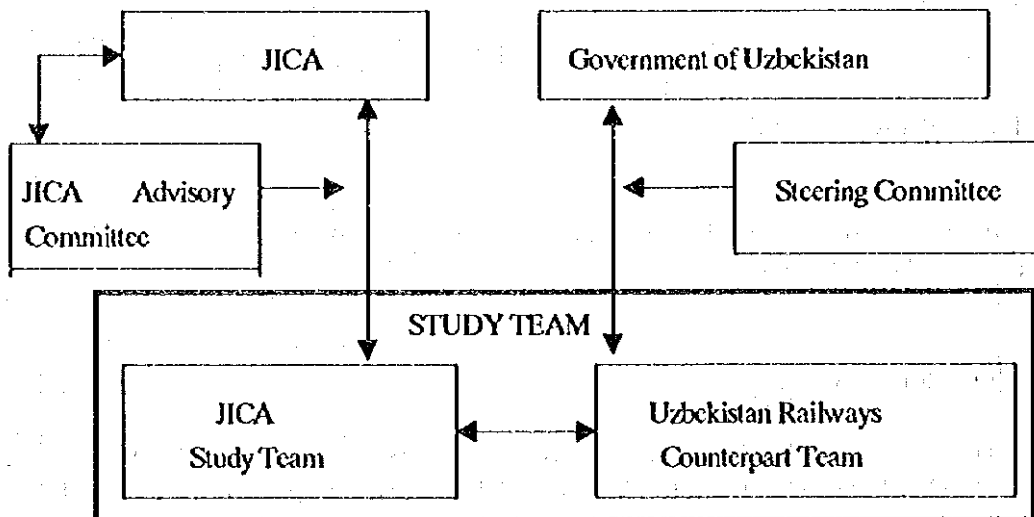 JICA
Government of Uzbekistan
JICA Advisory
Committee
Steering Committee
STUDY TEAM
JICA
Study Team
Uzbekistan Railways
Counterpart Team